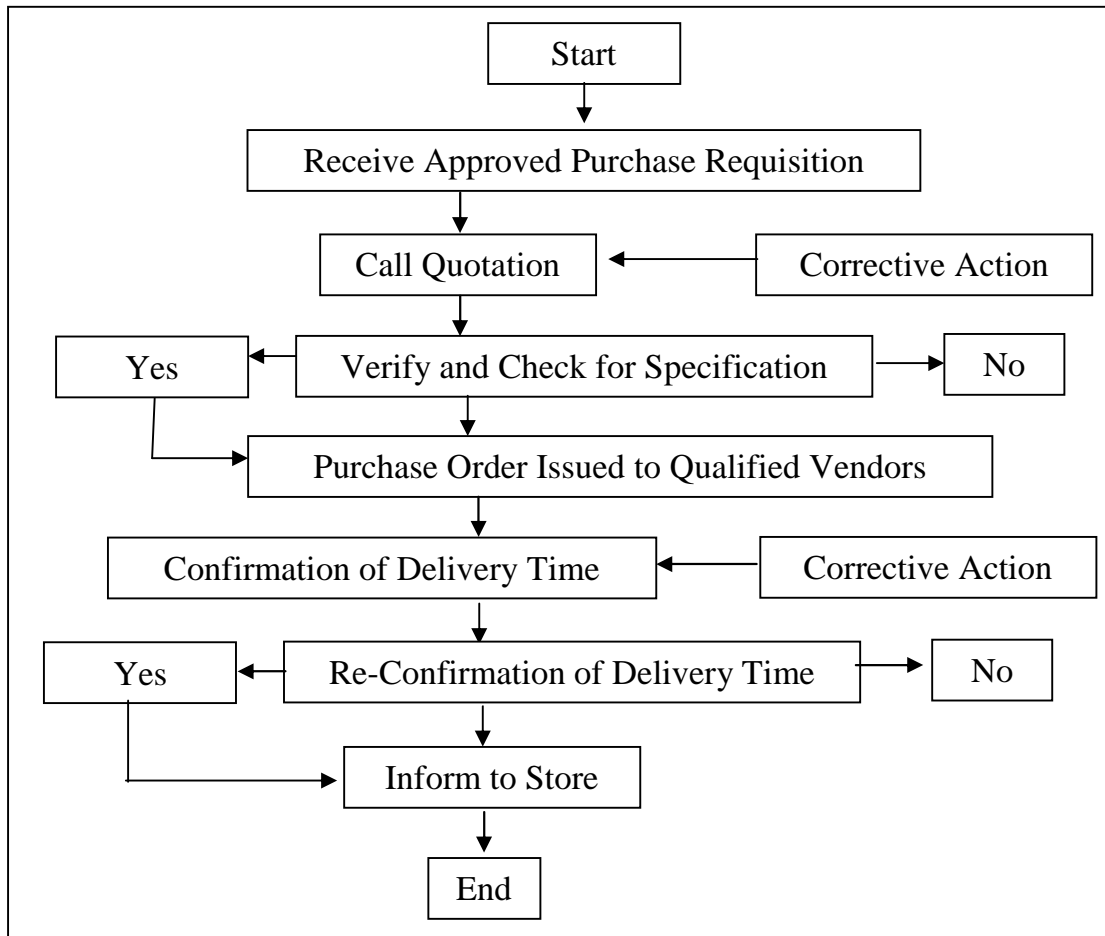 Start
Receive Approved Purchase Requisition
Call Quotation
Corrective Action
Yes
Verify and Check for Specification
No
Purchase Order Issued to Qualified Vendors
Confirmation of Delivery Time
Corrective Action
Yes
Re-Confirmation of Delivery Time
No
Inform to Store
End